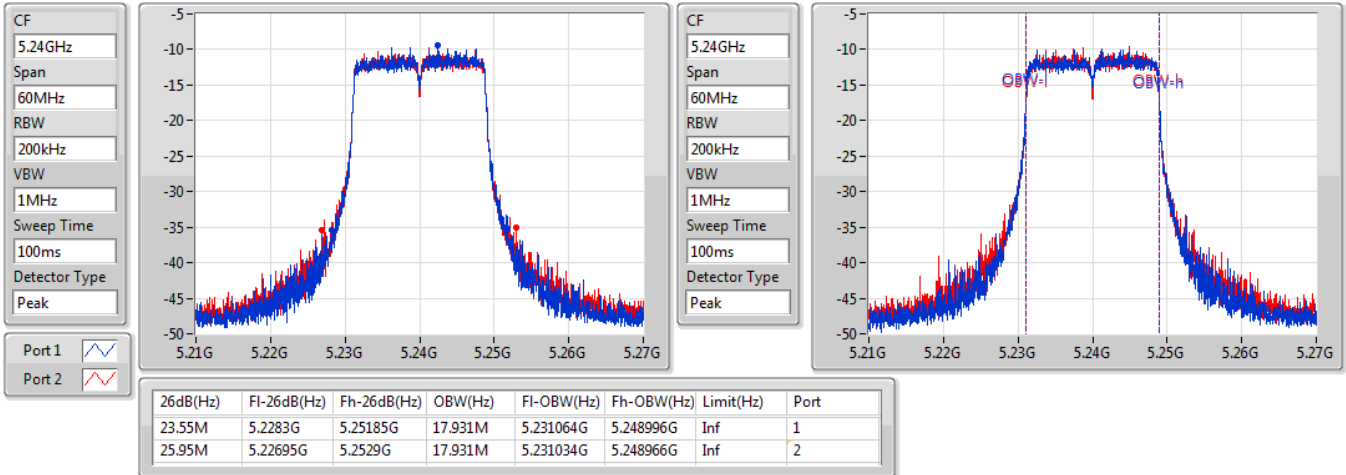 CF
5.24GHz
Span
60MHz
RBW
200kHz
VBW
1MHz
Sweep Time
100ms
Detector Type
Peak
-5
-10
-15
-20
-25
-30
-35
-40
-45
-50
5.21G 5.22G 5.23G 5.24G 5.25G 5.26G 5.27G
CF
5.24GHz
Span
60MHz
RBW
200kHz
VBW
1MHz
Sweep Time
100ms
Detector Type
Peak
-5
-10
-15
-20
-25
-30
-35
-40
-45
-50
OBW-l OBW-h
5.21G 5.22G 5.23G 5.24G 5.25G 5.26G 5.27G
Port 1
Port 2
26dB(Hz) Fl-26dB(Hz) Fh-26dB(Hz) OBW(Hz) Fl-OBW(Hz) Fh-OBW(Hz) Limit(Hz) Port
23.55M 5.2283G 5.25185G 17.931M 5.231064G 5.248996G Inf 1
25.95M 5.22695G 5.2529G 17.931M 5.231034G 5.248966G Inf 2